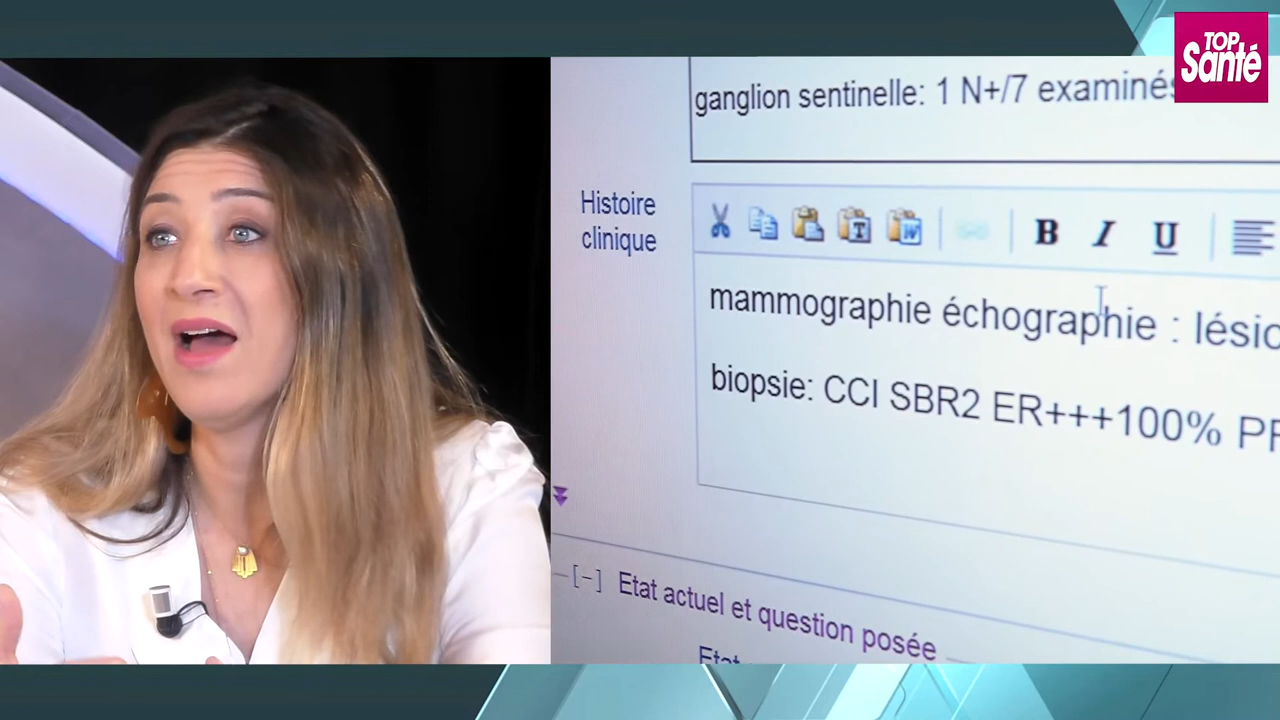 TOP
Santé
ganglion sentinelle: 1 N+/7 examinés
Histoire
clinique
B I U
mammographie échographie : lésio
biopsie: CCI SBR2 ER+++100% PR
[-] Etat actuel et question posée
Etat